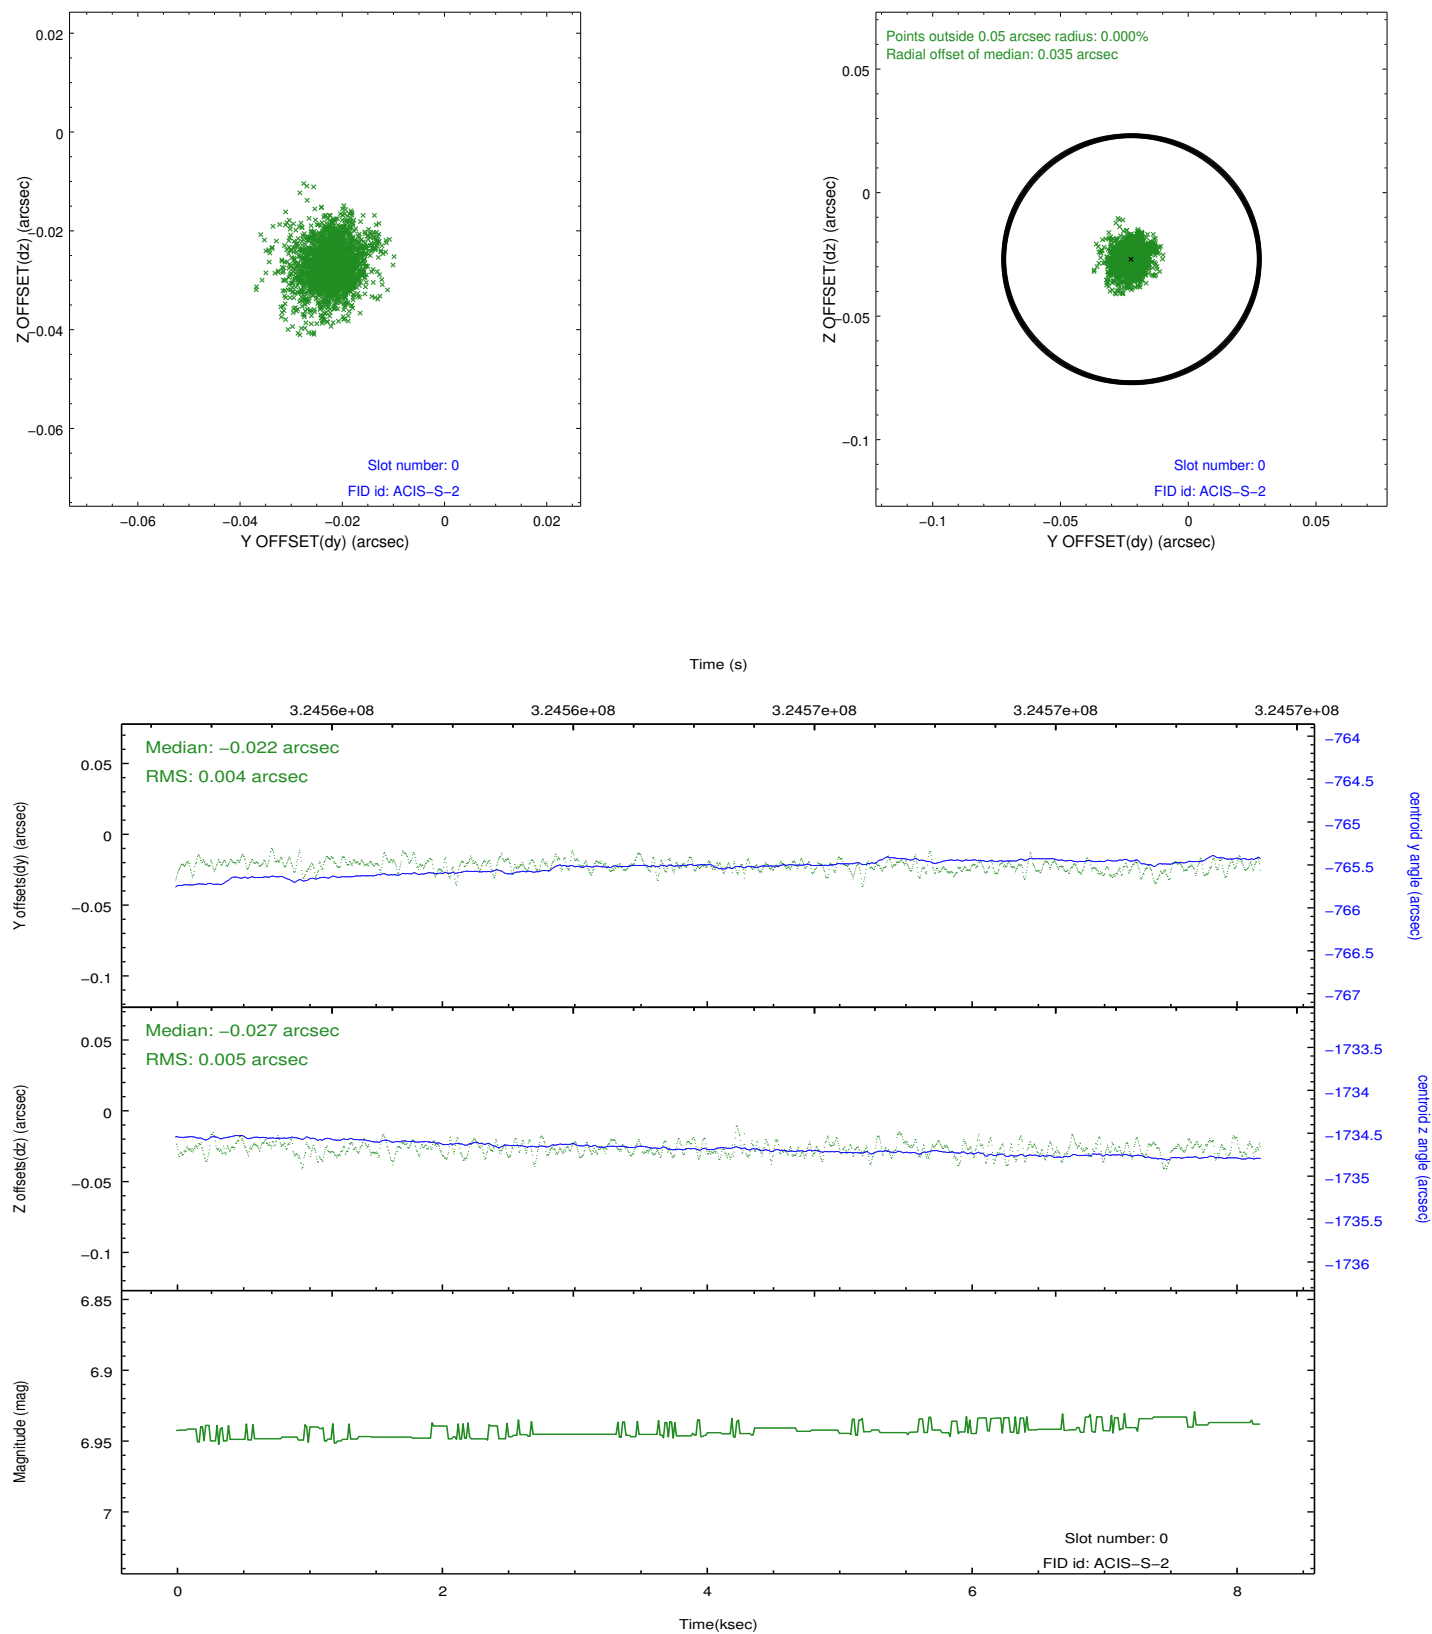 0.02
0
−0.02
−0.04
−0.06
Z OFFSET(dz) (arcsec)
Slot number: 0
FID id: ACIS−S−2
−0.06 −0.04 −0.02 0 0.02
Y OFFSET(dy) (arcsec)
Points outside 0.05 arcsec radius: 0.000%
Radial offset of median: 0.035 arcsec
0.05
0
−0.05
−0.1
Z OFFSET(dz) (arcsec)
Slot number: 0
FID id: ACIS−S−2
−0.1 −0.05 0 0.05
Y OFFSET(dy) (arcsec)
Time (s)
3.2456e+08 3.2456e+08 3.2457e+08 3.2457e+08 3.2457e+08
Median: −0.022 arcsec
RMS: 0.004 arcsec
0.05
0
−0.05
−0.1
Y offsets(dy) (arcsec)
−764
−764.5
−765
−765.5
−766
−766.5
−767
centroid y angle (arcsec)
Median: −0.027 arcsec
RMS: 0.005 arcsec
0.05
0
−0.05
−0.1
Z offsets(dz) (arcsec)
−1733.5
−1734
−1734.5
−1735
−1735.5
−1736
centroid z angle (arcsec)
6.85
6.9
6.95
7
Magnitude (mag)
Slot number: 0
FID id: ACIS−S−2
0 2 4 6 8
Time(ksec)